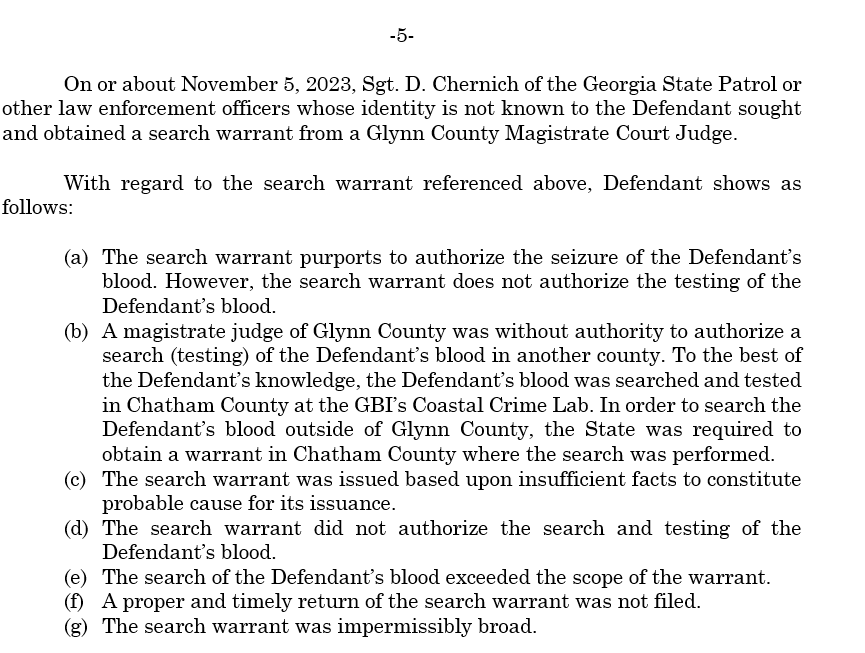 -5-
On or about November 5, 2023, Sgt. D. Chernich of the Georgia State Patrol or
other law enforcement officers whose identity is not known to the Defendant sought
and obtained a search warrant from a Glynn County Magistrate Court Judge.
With regard to the search warrant referenced above, Defendant shows as
follows:
(a) The search warrant purports to authorize the seizure of the Defendant's
blood. However, the search warrant does not authorize the testing of the
Defendant's blood.
(b) A magistrate judge of Glynn County was without authority to authorize a
search (testing) of the Defendant's blood in another county. To the best of
the Defendant's knowledge, the Defendant's blood was searched and tested
in Chatham County at the GBI's Coastal Crime Lab. In order to search the
Defendant's blood outside of Glynn County, the State was required to
obtain a warrant in Chatham County where the search was performed.
(c) The search warrant was issued based upon insufficient facts to constitute
probable cause for its issuance.
(d) The search warrant did not authorize the search and testing of the
Defendant's blood.
(e) The search of the Defendant's blood exceeded the scope of the warrant.
(f) A proper and timely return of the search warrant was not filed.
(g) The search warrant was impermissibly broad.